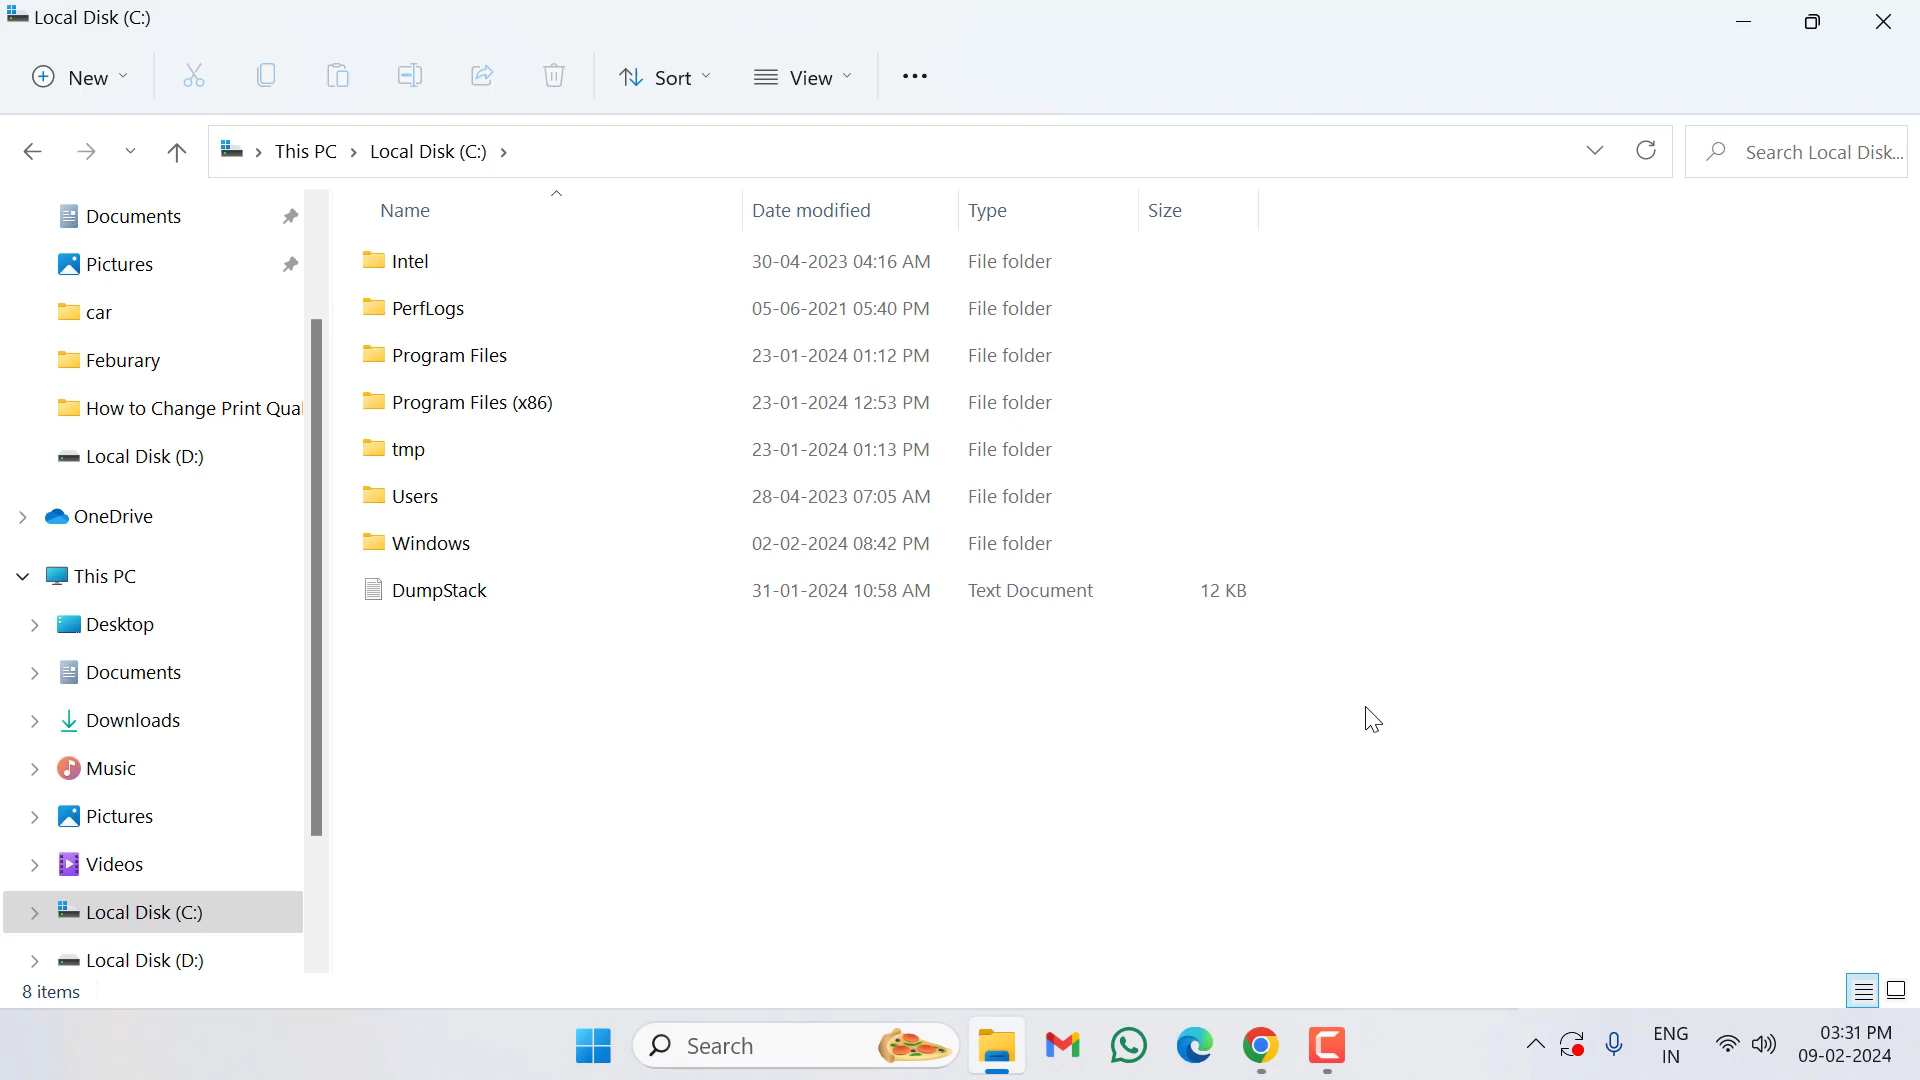 Local Disk (C:)
New
Sort
View
This PC › Local Disk (C:) ›
Search Local Disk...
Documents
Pictures
car
Feburary
How to Change Print Qual
Local Disk (D:)
OneDrive
This PC
Desktop
Documents
Downloads
Music
Pictures
Videos
Local Disk (C:)
Local Disk (D:)
Name Date modified Type Size
Intel 30-04-2023 04:16 AM File folder
PerfLogs 05-06-2021 05:40 PM File folder
Program Files 23-01-2024 01:12 PM File folder
Program Files (x86) 23-01-2024 12:53 PM File folder
tmp 23-01-2024 01:13 PM File folder
Users 28-04-2023 07:05 AM File folder
Windows 02-02-2024 08:42 PM File folder
DumpStack 31-01-2024 10:58 AM Text Document 12 KB
8 items
Search
ENG
IN
03:31 PM
09-02-2024